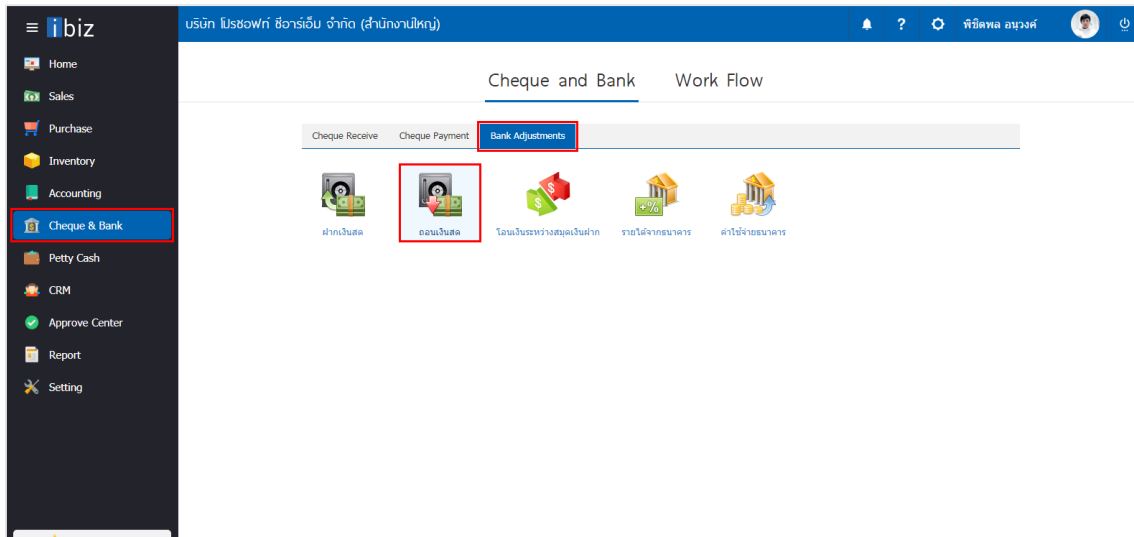 ≡ ibiz
บริษัท โปรซอฟท์ ซีอาร์เอ็ม จำกัด (สำนักงานใหญ่)
? พิชิตพล อนุวงค์
Home
Sales
Purchase
Inventory
Accounting
Cheque & Bank
Petty Cash
CRM
Approve Center
Report
Setting
Cheque and Bank Work Flow
Cheque Receive Cheque Payment Bank Adjustments
ฝากเงินสด ถอนเงินสด โอนเงินระหว่างสมุดเงินฝาก รายได้จากธนาคาร ค่าใช้จ่ายธนาคาร